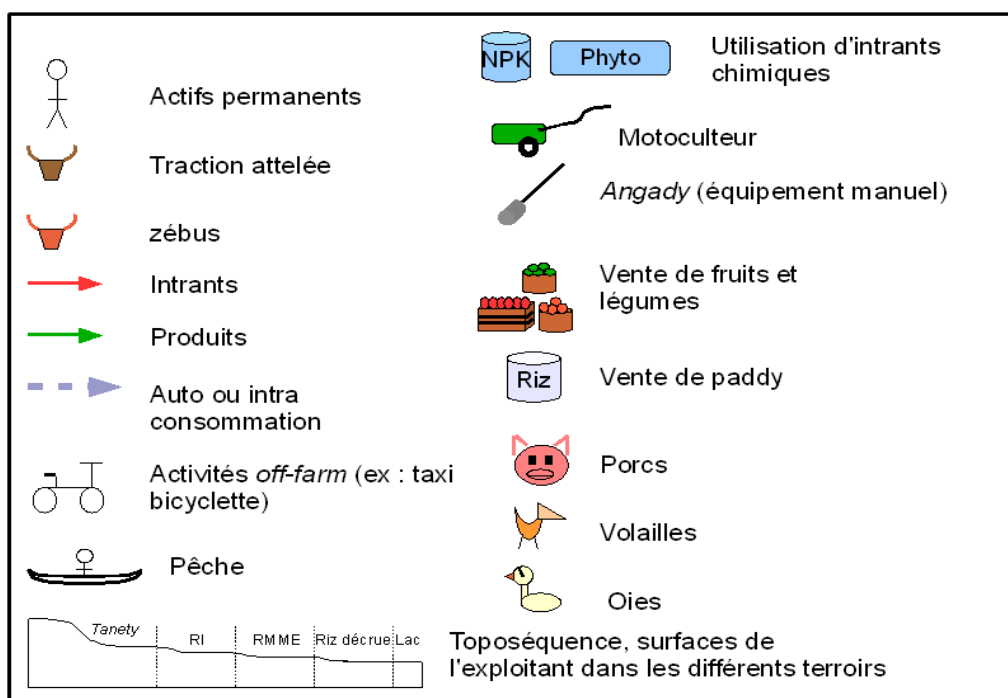 Actifs permanents
Traction attelée
zébus
Intrants
Produits
Auto ou intra
consommation
Activités off-farm (ex : taxi
bicyclette)
Pêche
Tanety RI RMME Riz décrue Lac
NPK Phyto
Utilisation d'intrants
chimiques
Motoculteur
Angady (équipement manuel)
Vente de fruits et
légumes
Riz
Vente de paddy
Porcs
Volailles
Oies
Toposéquence, surfaces de
l'exploitant dans les différents terroirs